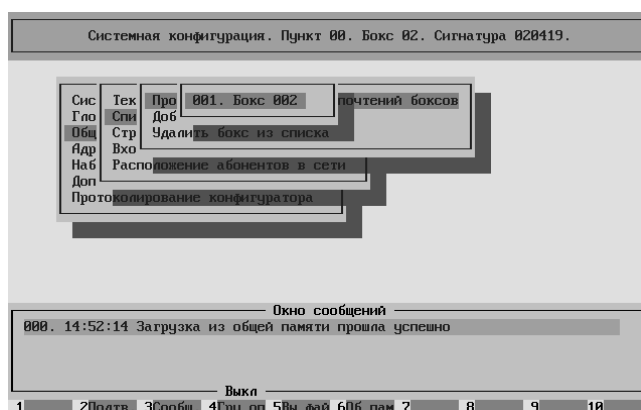 Системная конфигурация. Пункт 00. Бокс 02. Сигнатура 020419.
Сис Тек Про 001. Бокс 002 почтений боксов
Гло Спи Доб
Общ Стр Удалить бокс из списка
Адр Вхо
Наб Расположение абонентов в сети
Доп
Протоколирование конфигуратора
Окно сообщений
000. 14:52:14 Загрузка из общей памяти прошла успешно
Выкл
1 2Подтв 3Сообщ 4Гру оп 5Вы фай 6Об пам 7 8 9 10